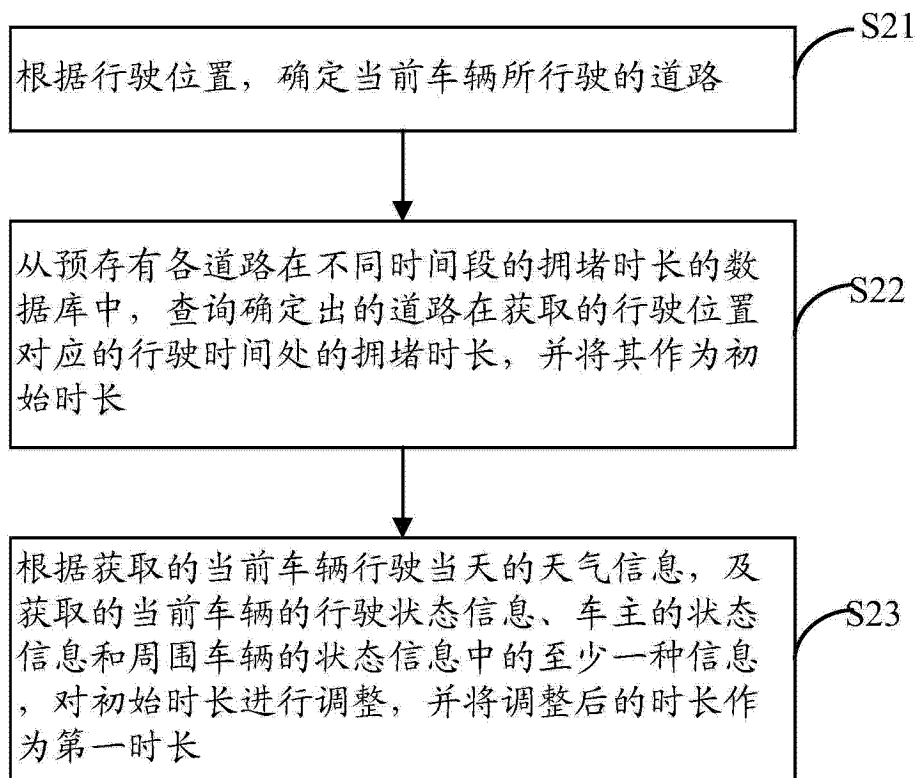 S21
根据行驶位置，确定当前车辆所行驶的道路
从预存有各道路在不同时间段的拥堵时长的数
据库中，查询确定出的道路在获取的行驶位置
对应的行驶时间处的拥堵时长，并将其作为初
始时长
S22
根据获取的当前车辆行驶当天的天气信息，及
获取的当前车辆的行驶状态信息、车主的状态
信息和周围车辆的状态信息中的至少一种信息
，对初始时长进行调整，并将调整后的时长作
为第一时长
S23